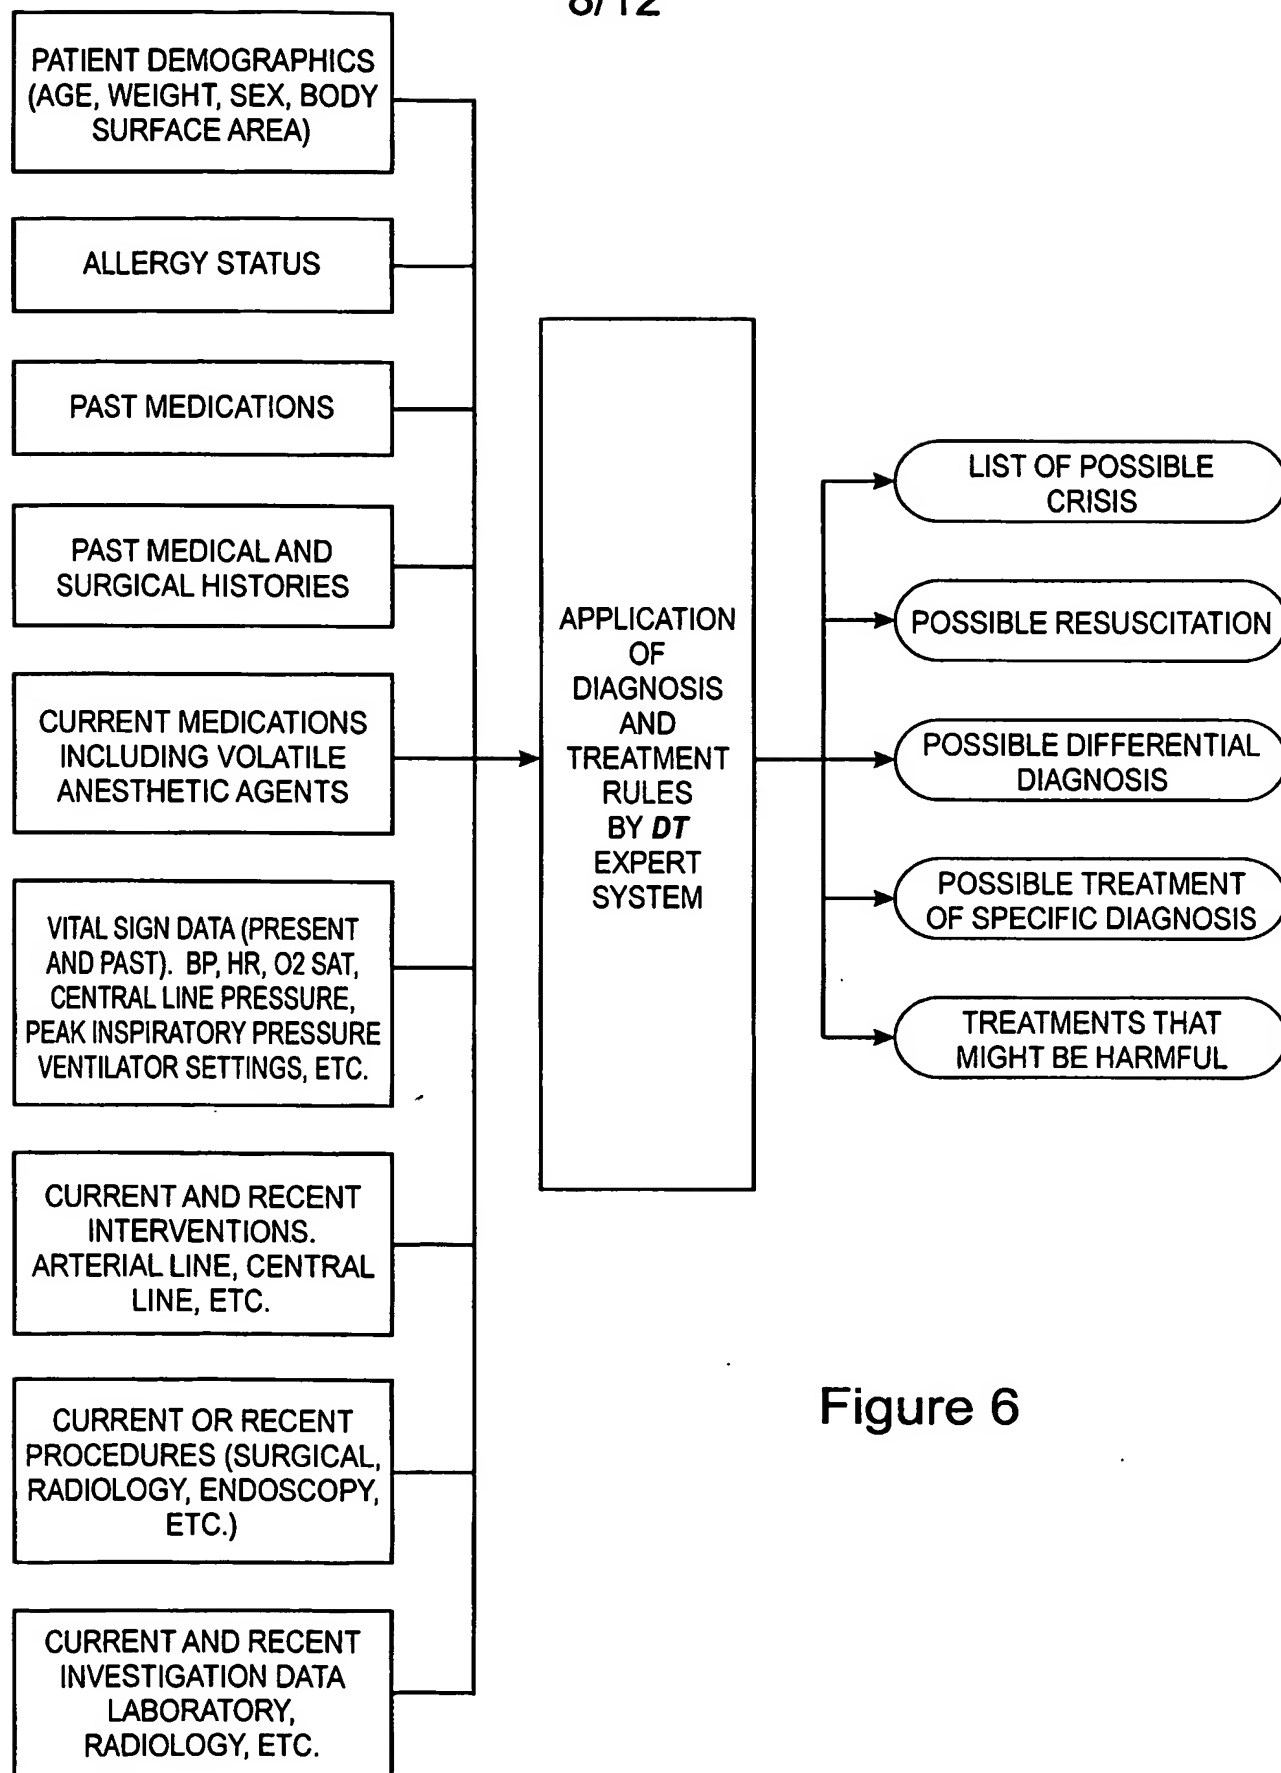 8/12
PATIENT DEMOGRAPHICS
(AGE, WEIGHT, SEX, BODY
SURFACE AREA)
ALLERGY STATUS
PAST MEDICATIONS
PAST MEDICAL AND
SURGICAL HISTORIES
CURRENT MEDICATIONS
INCLUDING VOLATILE
ANESTHETIC AGENTS
VITAL SIGN DATA (PRESENT
AND PAST). BP, HR, O2 SAT,
CENTRAL LINE PRESSURE,
PEAK INSPIRATORY PRESSURE
VENTILATOR SETTINGS, ETC.
CURRENT AND RECENT
INTERVENTIONS.
ARTERIAL LINE, CENTRAL
LINE, ETC.
CURRENT OR RECENT
PROCEDURES (SURGICAL,
RADIOLOGY, ENDOSCOPY,
ETC.)
CURRENT AND RECENT
INVESTIGATION DATA
LABORATORY,
RADIOLOGY, ETC.
APPLICATION
OF
DIAGNOSIS
AND
TREATMENT
RULES
BY DT
EXPERT
SYSTEM
LIST OF POSSIBLE
CRISIS
POSSIBLE RESUSCITATION
POSSIBLE DIFFERENTIAL
DIAGNOSIS
POSSIBLE TREATMENT
OF SPECIFIC DIAGNOSIS
TREATMENTS THAT
MIGHT BE HARMFUL
Figure 6